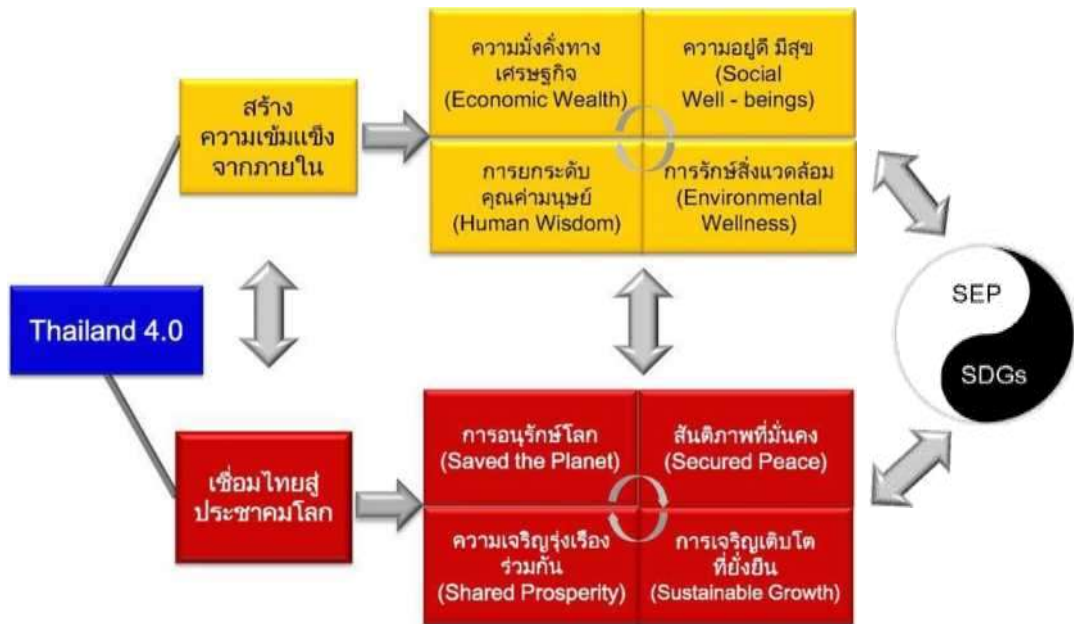 ความมั่งคั่งทาง
เศรษฐกิจ
(Economic Wealth)
ความอยู่ดี มีสุข
(Social
Well - beings)
สร้าง
ความเข้มแข็ง
จากภายใน
การยกระดับ
คุณค่ามนุษย์
(Human Wisdom)
การรักษ์สิ่งแวดล้อม
(Environmental
Wellness)
Thailand 4.0
SEP
SDGs
เชื่อมไทยสู่
ประชาคมโลก
การอนุรักษ์โลก
(Saved the Planet)
สันติภาพที่มั่นคง
(Secured Peace)
ความเจริญรุ่งเรือง
ร่วมกัน
(Shared Prosperity)
การเจริญเติบโต
ที่ยั่งยืน
(Sustainable Growth)